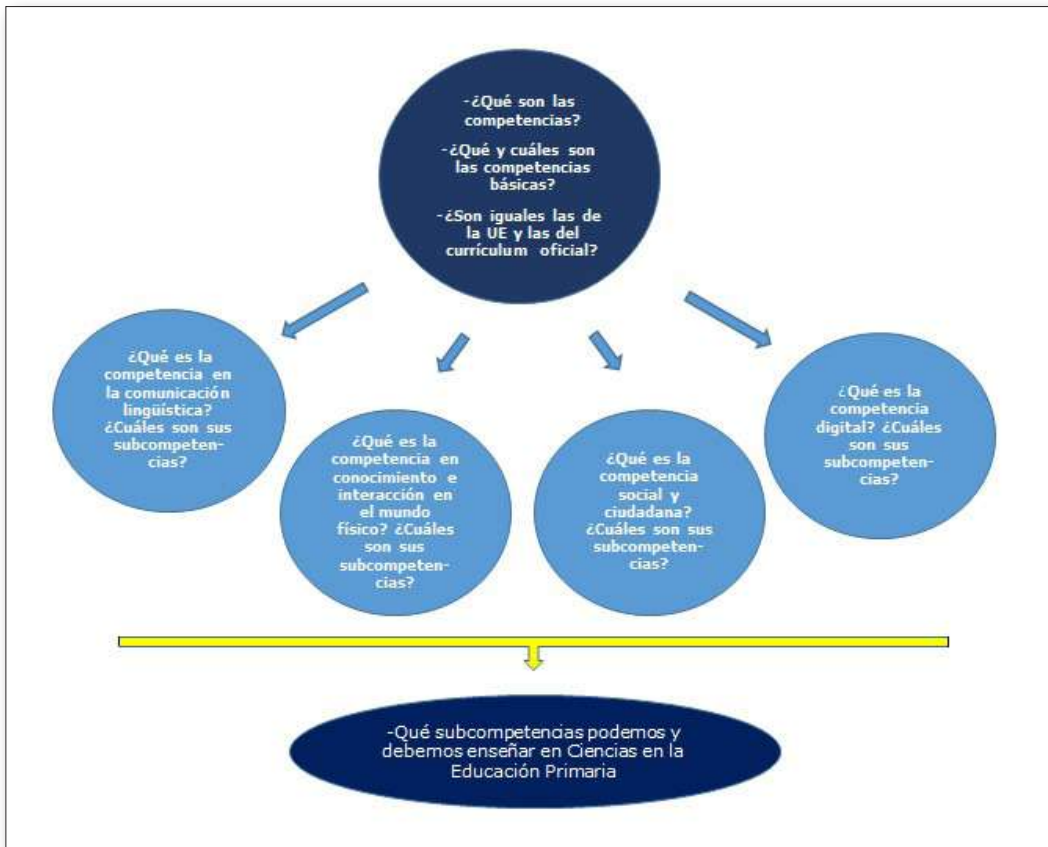 -¿Qué son las
competencias?
-¿Qué y cuáles son
las competencias
básicas?
-¿Son iguales las de
la UE y las del
currículum oficial?
¿Qué es la
competencia en
la comunicación
lingüística?
¿Cuáles son sus
subcompeten-
cias?
¿Qué es la
competencia en
conocimiento e
interacción en
el mundo
físico? ¿Cuáles
son sus
subcompeten-
cias?
¿Qué es la
competencia
social y
ciudadana?
¿Cuáles son sus
subcompeten-
cias?
¿Qué es la
competencia
digital? ¿Cuáles
son sus
subcompeten-
cias?
-Qué subcompetencias podemos y
debemos enseñar en Ciencias en la
Educación Primaria